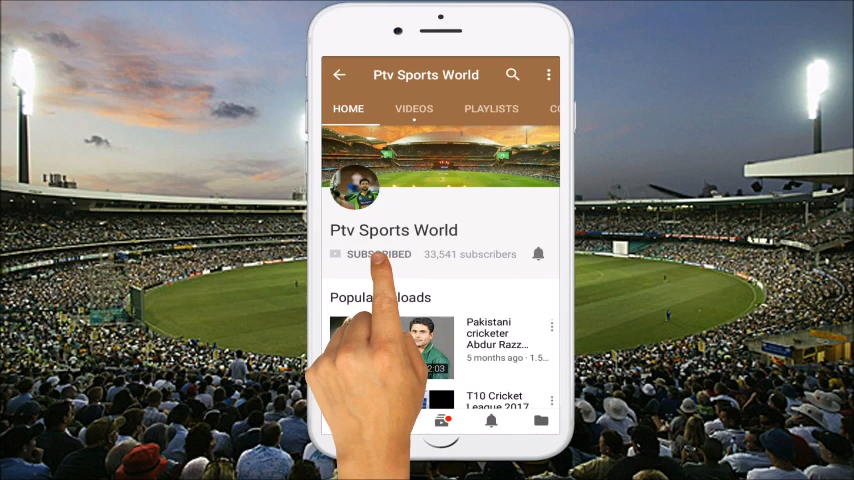 Ptv Sports World
HOME VIDEOS PLAYLISTS CO
Ptv Sports World
SUBSCRIBED 33,541 subscribers
Popular uploads
Pakistani
cricketer
Abdur Razz...
5 months ago · 1.5...
2:03
T10 Cricket
League 2017